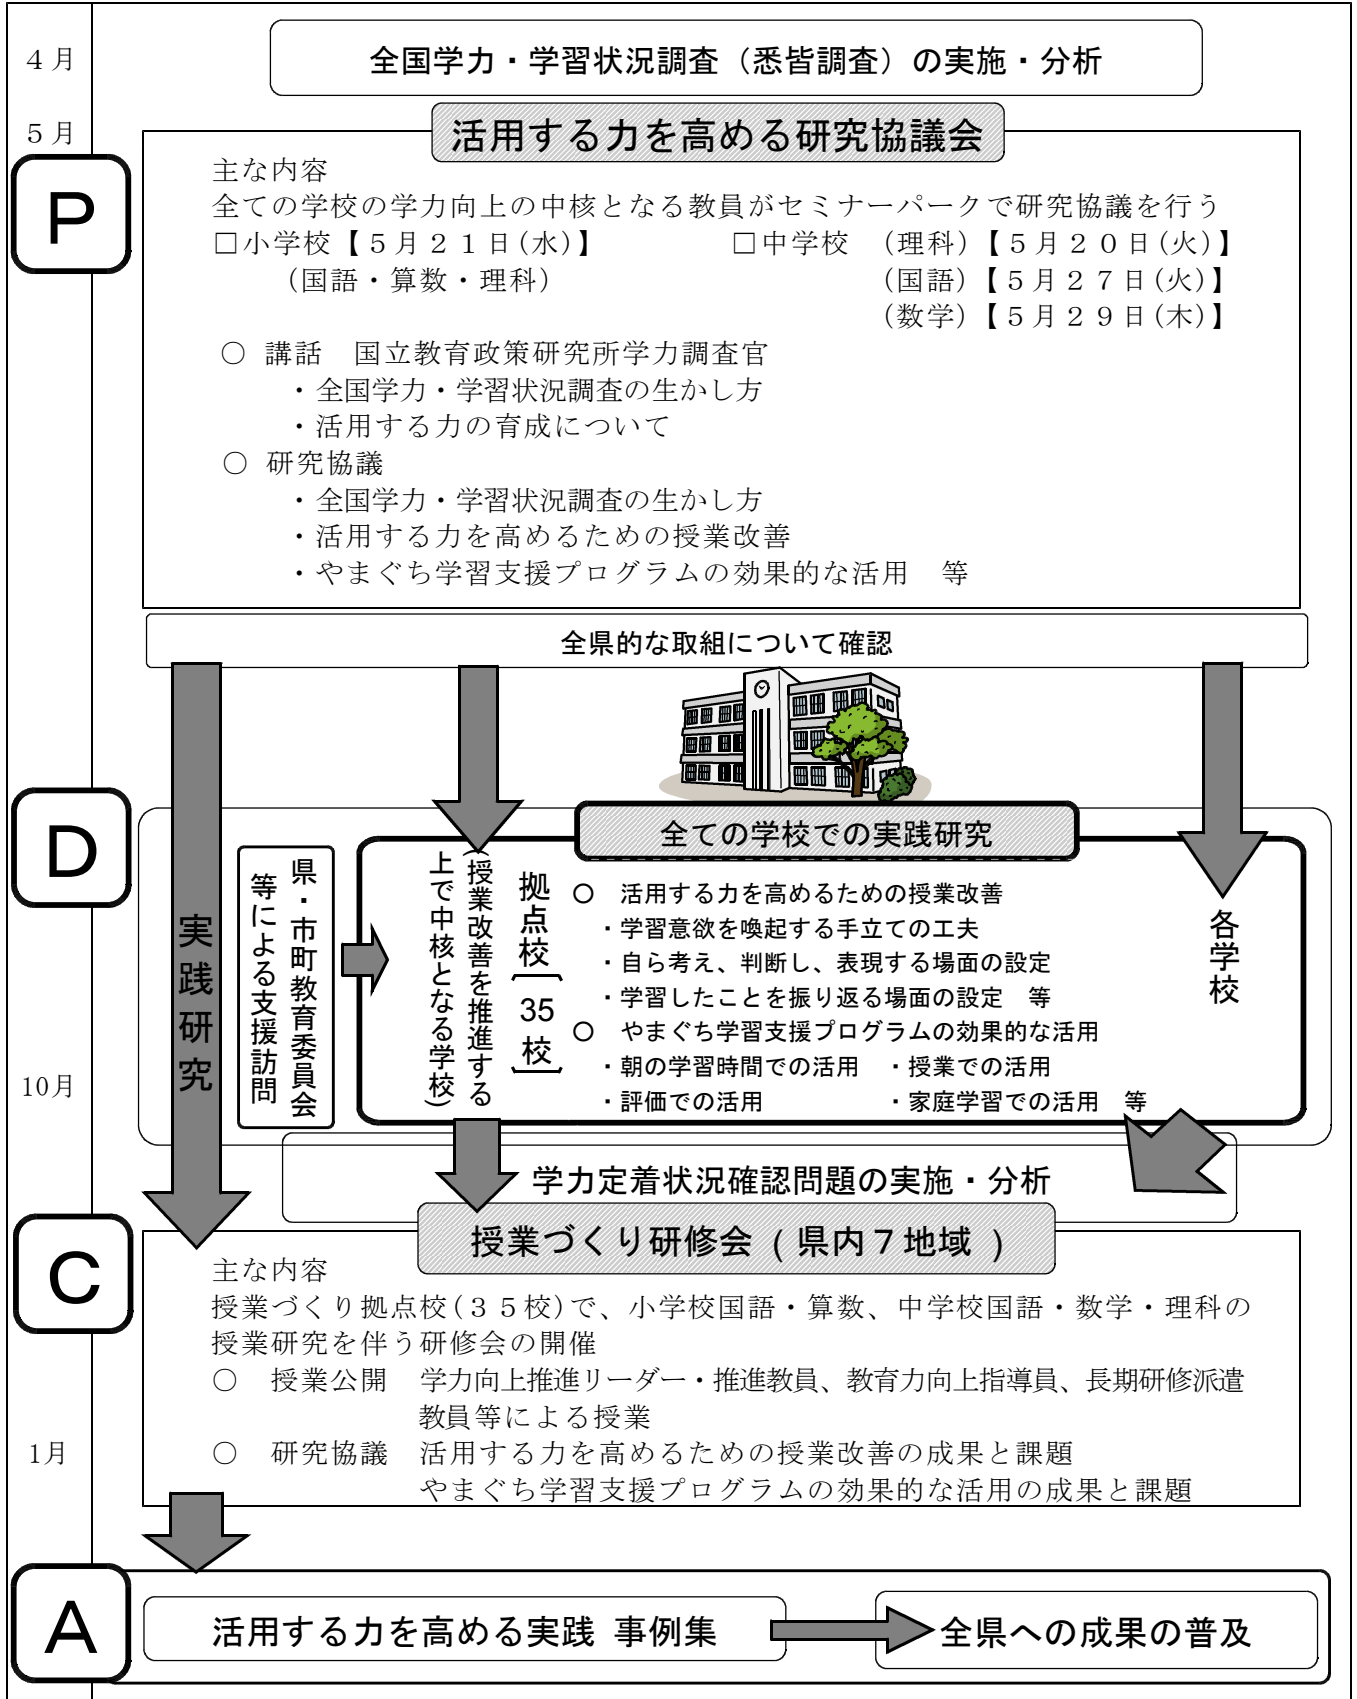 4月
全国学力・学習状況調査（悉皆調査）の実施・分析
5月
活用する力を高める研究協議会
P
主な内容
全ての学校の学力向上の中核となる教員がセミナーパークで研究協議を行う
□小学校【５月２１日(水)】　□中学校　(理科)【５月２０日(火)】
(国語・算数・理科)　(国語)【５月２７日(火)】
(数学)【５月２９日(木)】
○ 講話　国立教育政策研究所学力調査官
・全国学力・学習状況調査の生かし方
・活用する力の育成について
○ 研究協議
・全国学力・学習状況調査の生かし方
・活用する力を高めるための授業改善
・やまぐち学習支援プログラムの効果的な活用　等
全県的な取組について確認
D
全ての学校での実践研究
実践研究
県・市町教育委員会
等による支援訪問
拠点校〔35校〕
(授業改善を推進する
上で中核となる学校)
○　活用する力を高めるための授業改善
・学習意欲を喚起する手立ての工夫
・自ら考え、判断し、表現する場面の設定
・学習したことを振り返る場面の設定　等
○　やまぐち学習支援プログラムの効果的な活用
・朝の学習時間での活用　・授業での活用
・評価での活用　・家庭学習での活用　等
各学校
10月
学力定着状況確認問題の実施・分析
授業づくり研修会（県内７地域）
C
主な内容
授業づくり拠点校(３５校)で、小学校国語・算数、中学校国語・数学・理科の
授業研究を伴う研修会の開催
○　授業公開　学力向上推進リーダー・推進教員、教育力向上指導員、長期研修派遣
教員等による授業
1月
○　研究協議　活用する力を高めるための授業改善の成果と課題
やまぐち学習支援プログラムの効果的な活用の成果と課題
A
活用する力を高める実践 事例集
全県への成果の普及